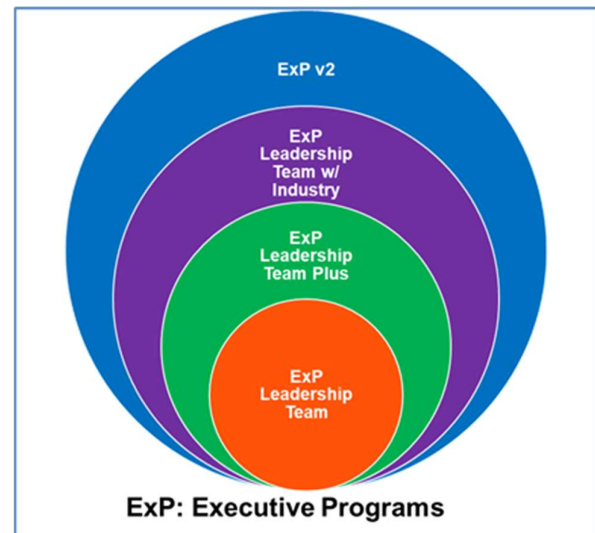 ExP v2
ExP
Leadership
Team w/
Industry
ExP
Leadership
Team Plus
ExP
Leadership
Team
ExP: Executive Programs